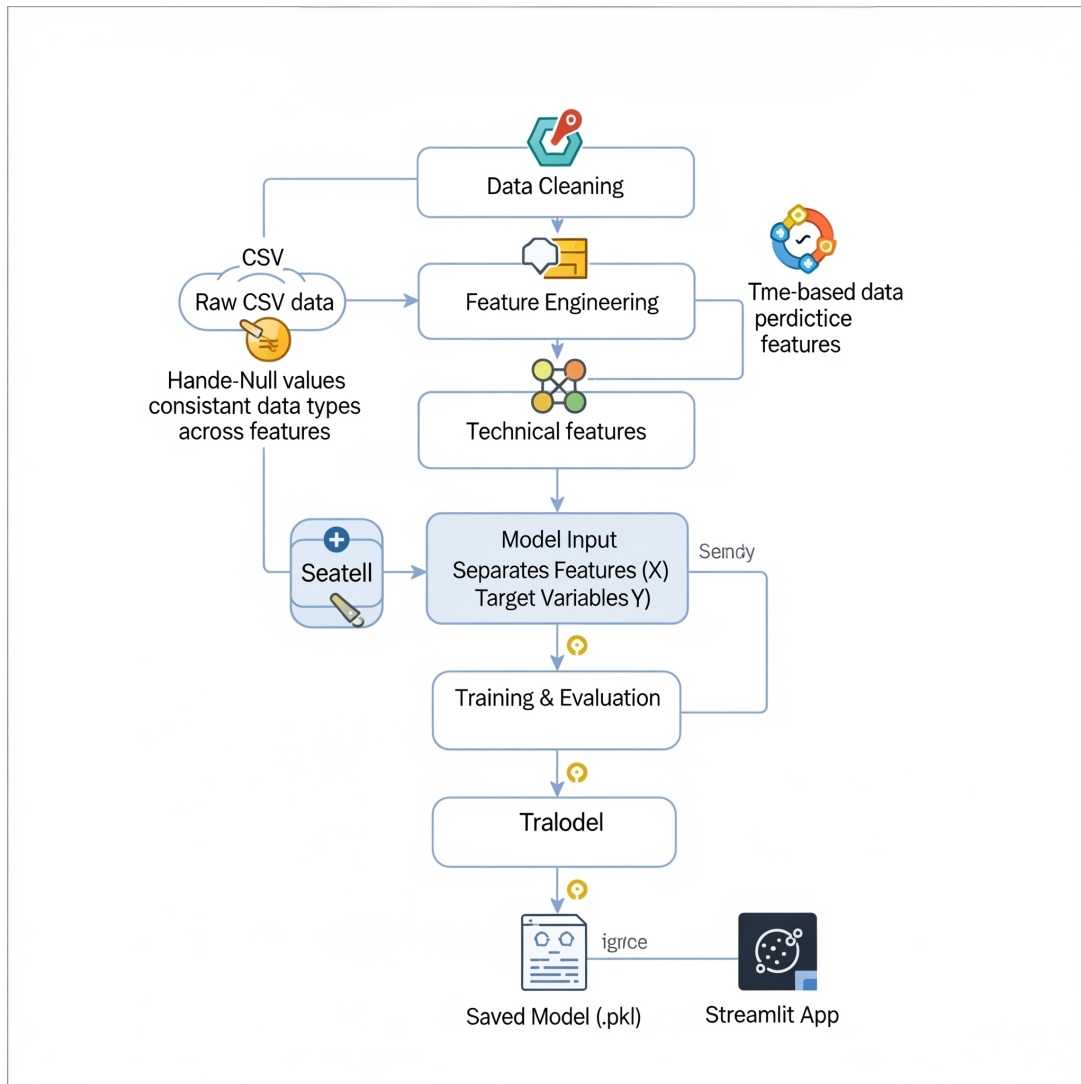 Data Cleaning
CSV
Raw CSV data
Feature Engineering
Tme-based data
perdictice
features
Hande-Null values
consistant data types
across features
Technical features
Model Input
Separates Features (X)
Target Variables Y)
Seatell
Training & Evaluation
Tralodel
Saved Model (.pkl)
Streamlit App